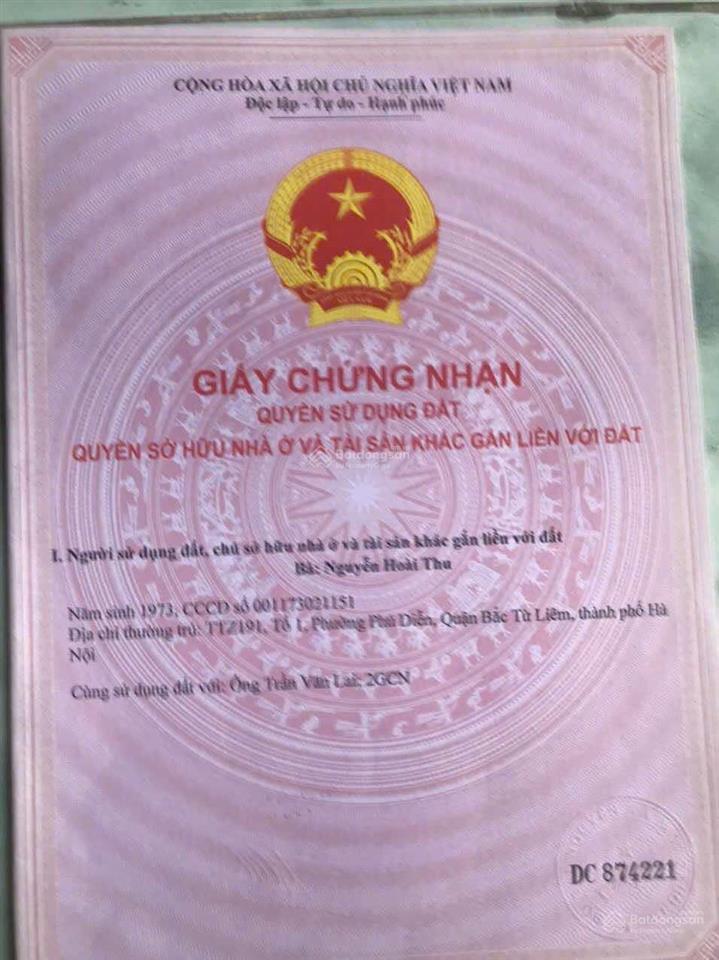 CỘNG HÒA XÃ HỘI CHỦ NGHĨA VIỆT NAM
Độc lập - Tự do - Hạnh phúc
GIẤY CHỨNG NHẬN
QUYỀN SỬ DỤNG ĐẤT
QUYỀN SỞ HỮU NHÀ Ở VÀ TÀI SẢN KHÁC GẮN LIỀN VỚI ĐẤT
Batdongsan
I. Người sử dụng đất, chủ sở hữu nhà ở và tài sản khác gắn liền với đất
Bà: Nguyễn Hoài Thu
Năm sinh 1973, CCCD số 001173021151
Địa chỉ thường trú: TTZ191, Tổ 1, Phường Phú Diễn, Quận Bắc Từ Liêm, thành phố Hà
Nội
Cùng sử dụng đất với: Ông Trần Văn Lai; 2GCN
DC 874221
Batdongsan